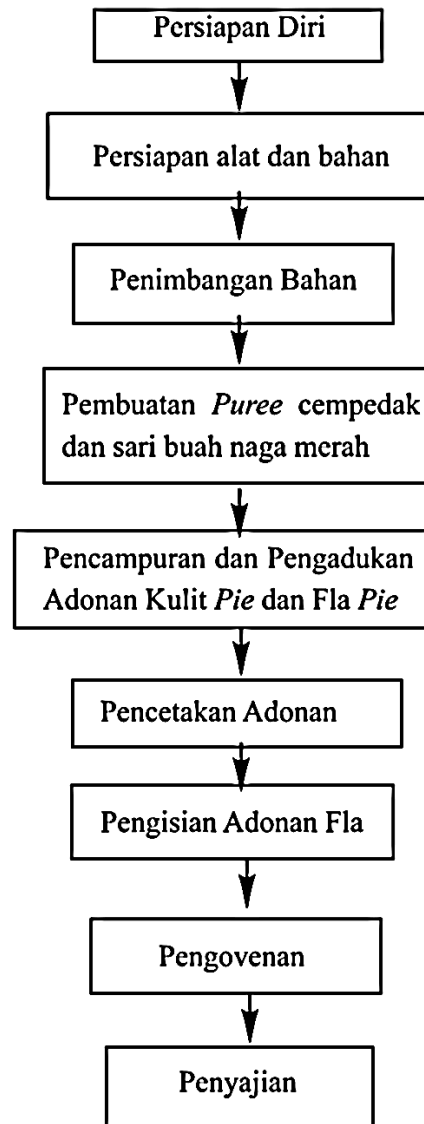 Persiapan Diri
Persiapan alat dan bahan
Penimbangan Bahan
Pembuatan Puree cempedak
dan sari buah naga merah
Pencampuran dan Pengadukan
Adonan Kulit Pie dan Fla Pie
Pencetakan Adonan
Pengisian Adonan Fla
Pengovenan
Penyajian